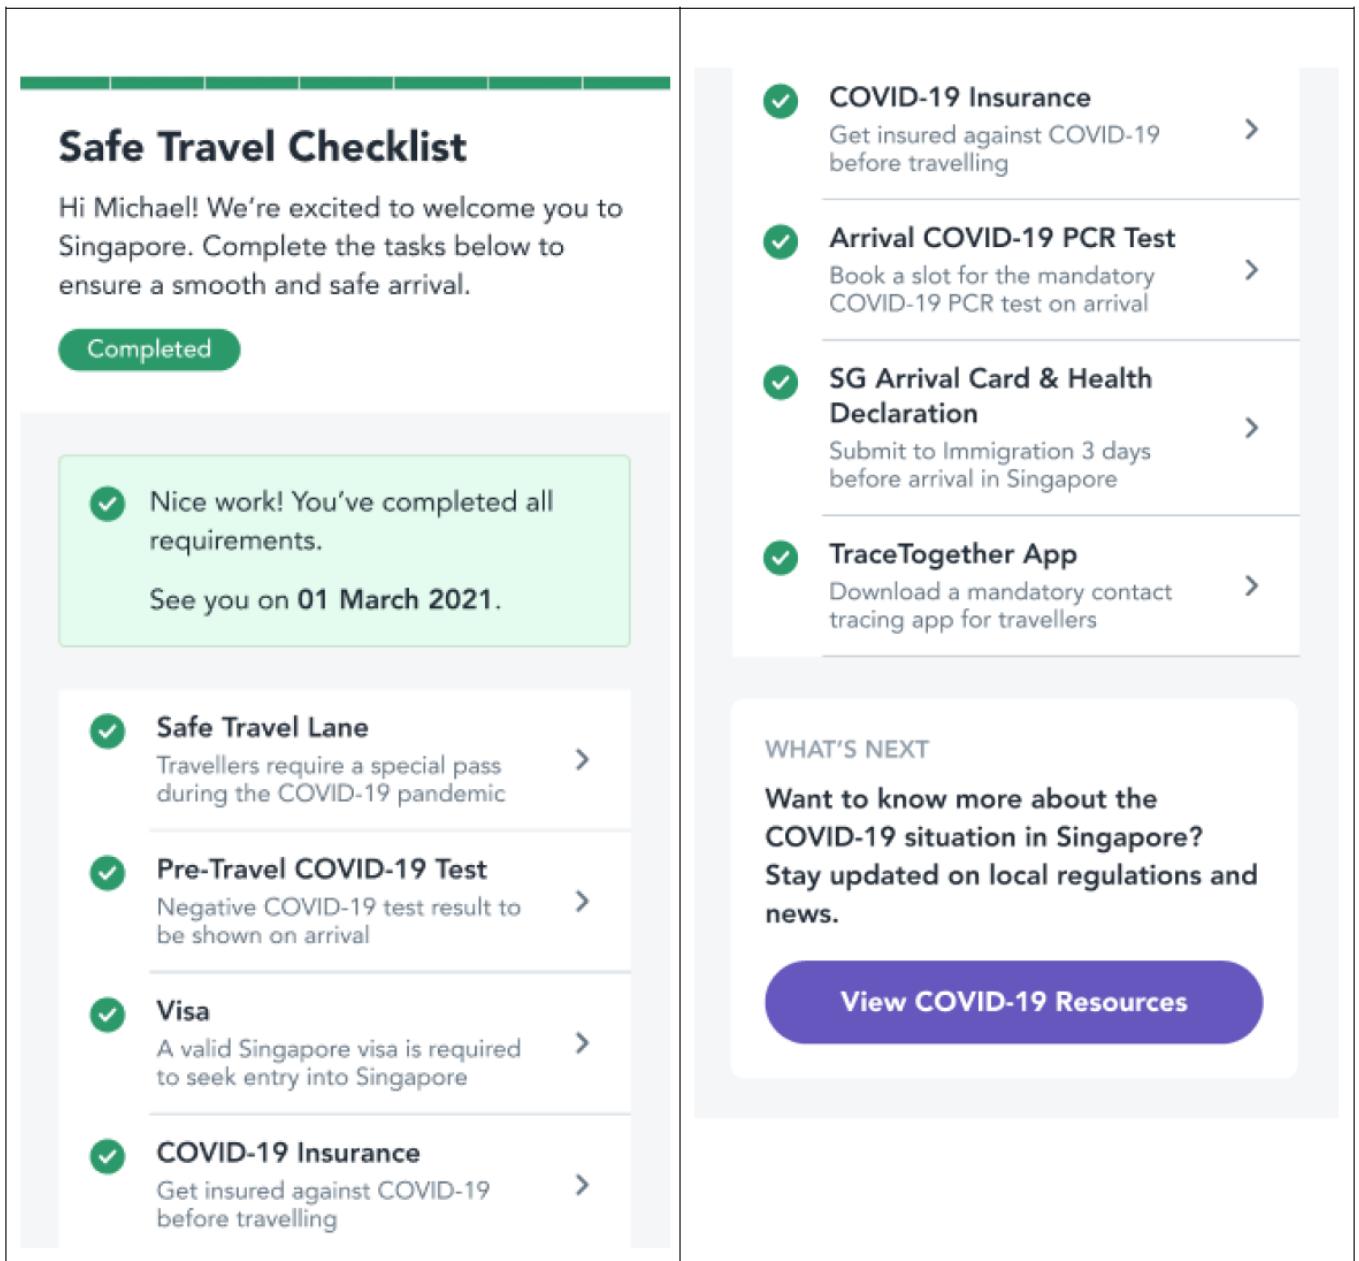 Safe Travel Checklist
Hi Michael! We’re excited to welcome you to
Singapore. Complete the tasks below to
ensure a smooth and safe arrival.
Completed
Nice work! You’ve completed all
requirements.
See you on 01 March 2021.
Safe Travel Lane
Travellers require a special pass
during the COVID-19 pandemic
Pre-Travel COVID-19 Test
Negative COVID-19 test result to
be shown on arrival
Visa
A valid Singapore visa is required
to seek entry into Singapore
COVID-19 Insurance
Get insured against COVID-19
before travelling
COVID-19 Insurance
Get insured against COVID-19
before travelling
Arrival COVID-19 PCR Test
Book a slot for the mandatory
COVID-19 PCR test on arrival
SG Arrival Card & Health
Declaration
Submit to Immigration 3 days
before arrival in Singapore
TraceTogether App
Download a mandatory contact
tracing app for travellers
WHAT’S NEXT
Want to know more about the
COVID-19 situation in Singapore?
Stay updated on local regulations and
news.
View COVID-19 Resources